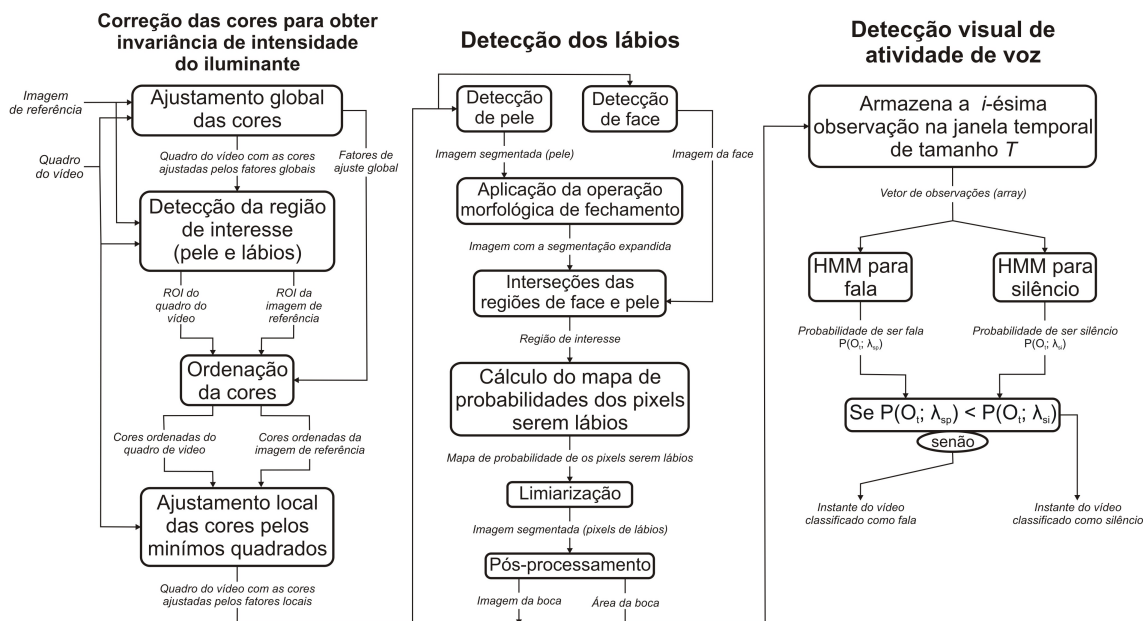 Correção das cores para obter
invariância de intensidade
do iluminante
Imagem
de referência
Ajustamento global
das cores
Quadro
do vídeo
Quadro do vídeo com as cores
ajustadas pelos fatores globais
Fatores de
ajuste global
Detecção da região
de interesse
(pele e lábios)
ROI do
quadro do
vídeo
ROI da
imagem de
referência
Ordenação
da cores
Cores ordenadas do
quadro de video
Cores ordenadas da
imagem de referência
Ajustamento local
das cores pelos
minímos quadrados
Quadro do vídeo com as cores
ajustadas pelos fatores locais
Detecção dos lábios
Detecção
de pele
Detecção
de face
Imagem segmentada (pele)
Imagem da face
Aplicação da operação
morfológica de fechamento
Imagem com a segmentação expandida
Interseções das
regiões de face e pele
Região de interesse
Cálculo do mapa de
probabilidades dos pixels
serem lábios
Mapa de probabilidade de os pixels serem lábios
Limiarização
Imagem segmentada (pixels de lábios)
Pós-processamento
Imagem da boca
Área da boca
Detecção visual de
atividade de voz
Armazena a i-ésima
observação na janela temporal
de tamanho T
Vetor de observações (array)
HMM para
fala
HMM para
silêncio
Probabilidade de ser fala
P(Oₜ; λsp)
Probabilidade de ser silêncio
P(Oₜ; λsi)
Se P(Oₜ; λsp) < P(Oₜ; λsi)
senão
Instante do vídeo
classificado como fala
Instante do vídeo
classificado como silêncio